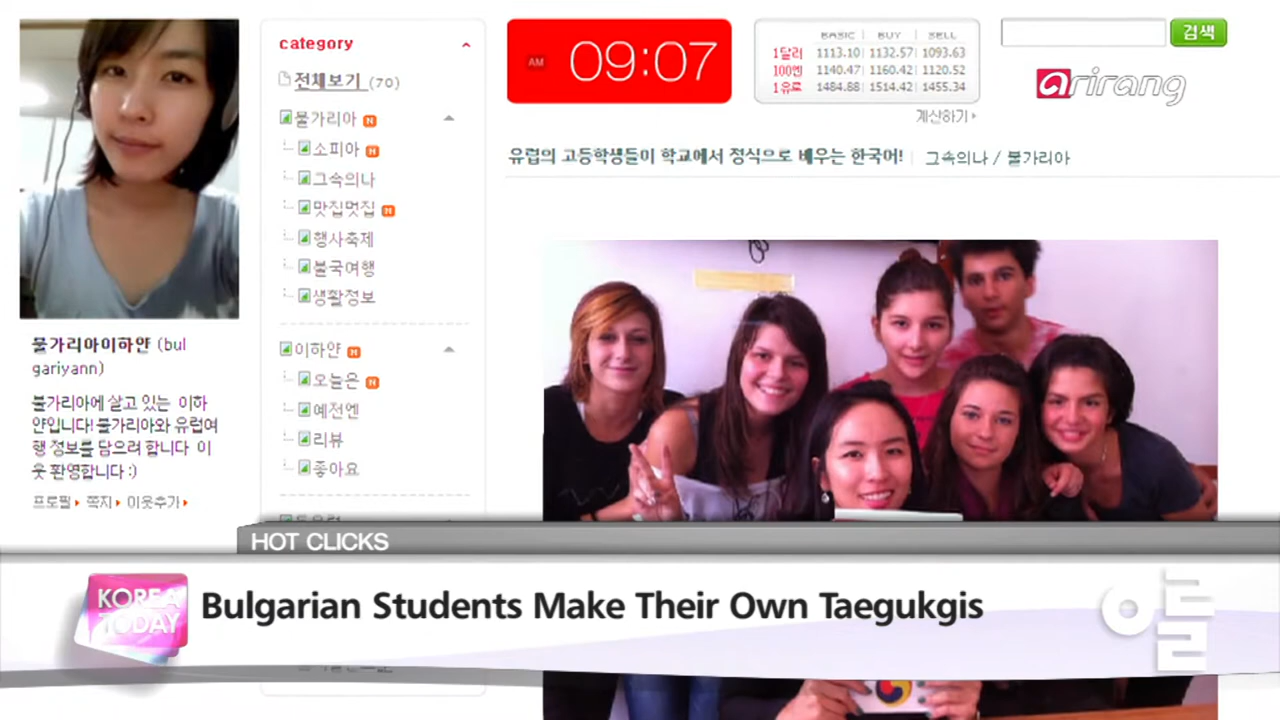 category
전체보기 (70)
불가리아 N
소피아 N
그속의나
맛집멋집 N
행사축제
불국여행
생활정보
이하얀 N
오늘은 N
예전엔
리뷰
좋아요
불가리아이하얀 (bul
gariyann)
불가리아에 살고 있는 이하
얀입니다! 불가리아와 유럽여
행 정보를 담으려 합니다 이
웃 환영합니다 :)
프로필 쪽지 이웃추가
AM 09:07
BASIC BUY SELL
1달러 1113.10 1132.57 1093.63
100엔 1140.47 1160.42 1120.52
1유로 1484.88 1514.42 1455.34
계산하기
검색
arirang
유럽의 고등학생들이 학교에서 정식으로 배우는 한국어! 그속의나 / 불가리아
HOT CLICKS
KOREA
TODAY
Bulgarian Students Make Their Own Taegukgis
오늘